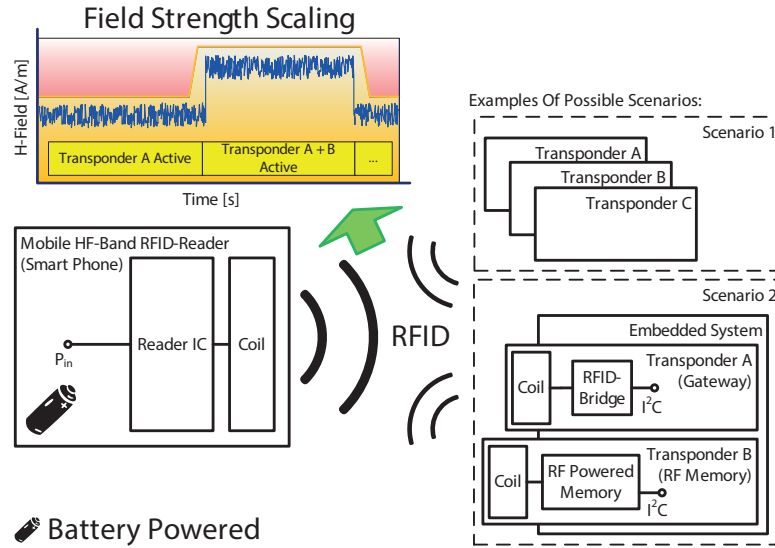 Field Strength Scaling
H-Field [A/m]
Transponder A Active
Transponder A + B
Active
...
Time [s]
Examples Of Possible Scenarios:
Scenario 1
Transponder A
Transponder B
Transponder C
Mobile HF-Band RFID-Reader
(Smart Phone)
Pin
Reader IC
Coil
RFID
Scenario 2
Embedded System
Transponder A
(Gateway)
Coil
RFID-
Bridge
I²C
Transponder B
(RF Memory)
Coil
RF Powered
Memory
I²C
Battery Powered